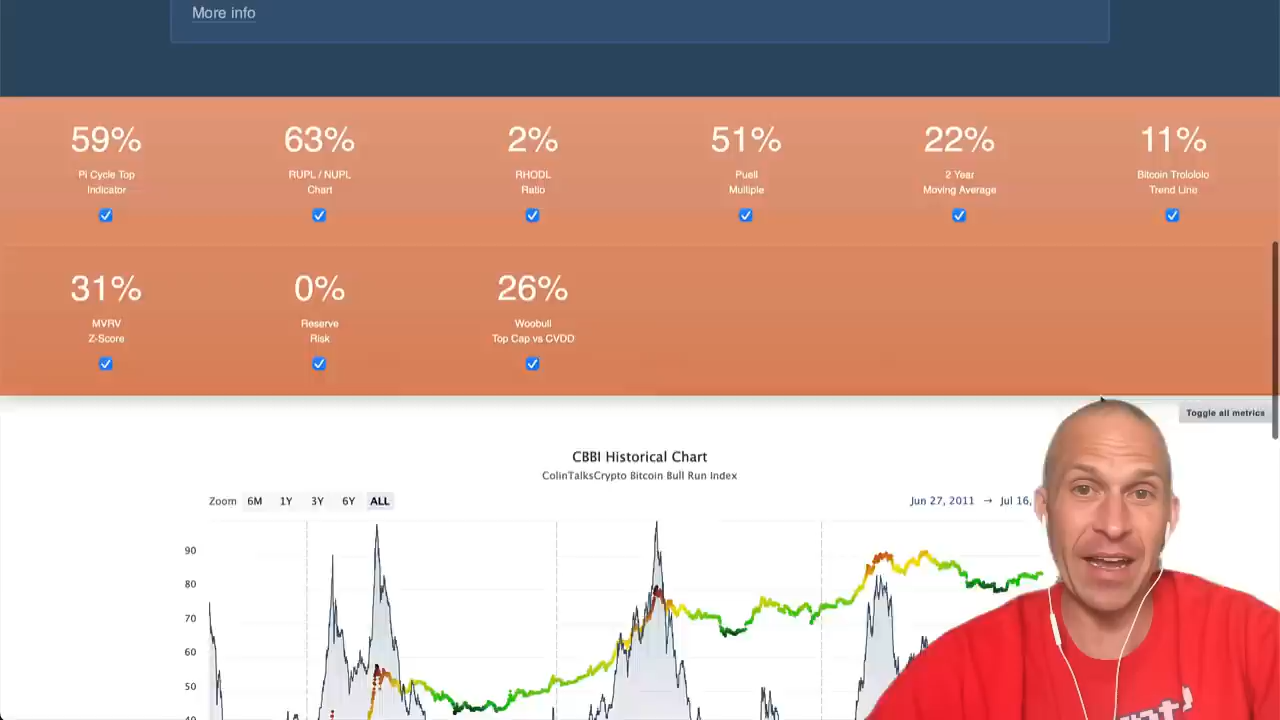 More info
59% 63% 2% 51% 22% 11%
Pi Cycle Top RUPL / NUPL RHODL Puell 2 Year Bitcoin Trolololo
Indicator Chart Ratio Multiple Moving Average Trend Line
31% 0% 26%
MVRV Reserve Woobull
Z-Score Risk Top Cap vs CVDD
Toggle all metrics
CBBI Historical Chart
ColinTalksCrypto Bitcoin Bull Run Index
Zoom 6M 1Y 3Y 6Y ALL Jun 27, 2011 → Jul 16,
90
80
70
60
50
40